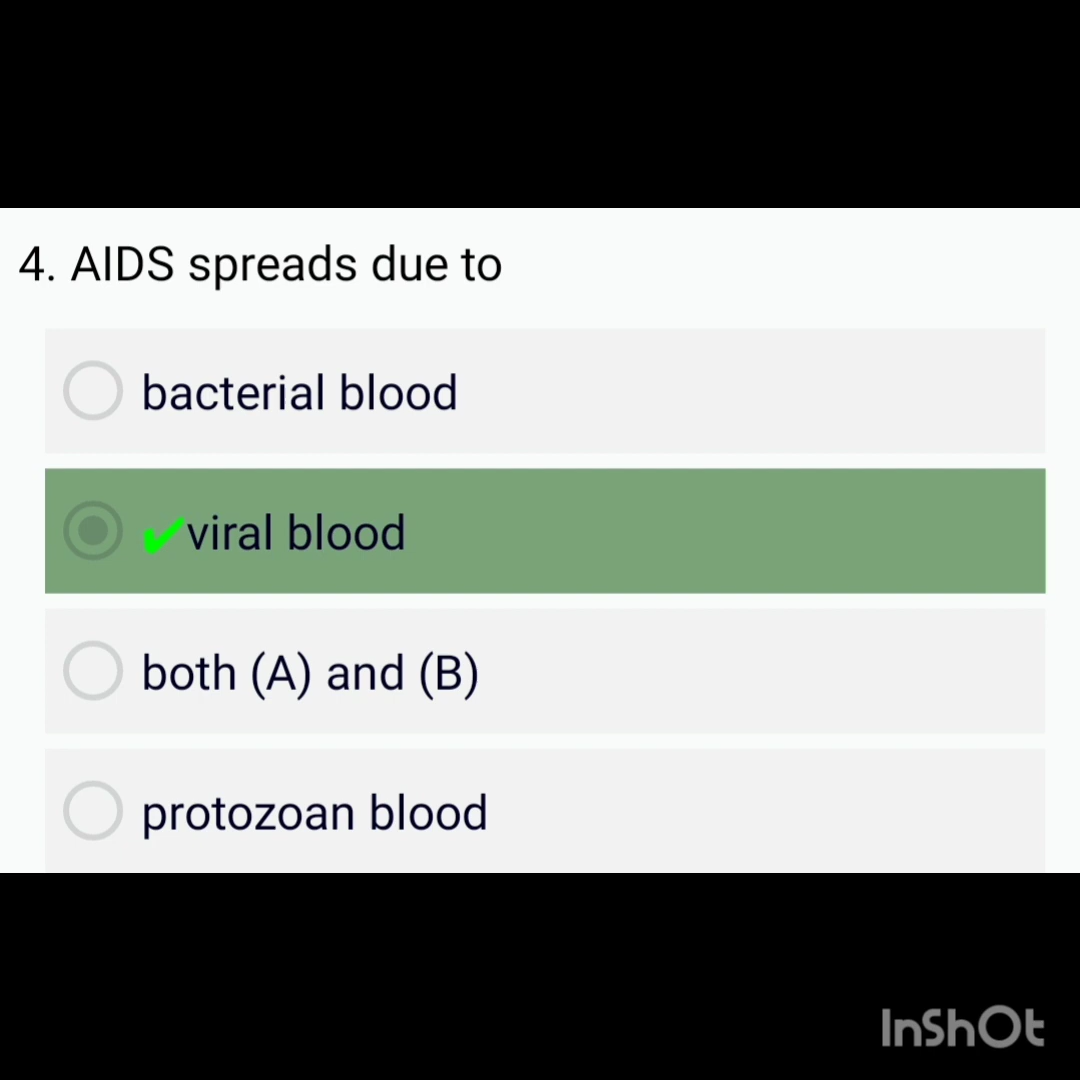 4. AIDS spreads due to
bacterial blood
✔viral blood
both (A) and (B)
protozoan blood
InShOt